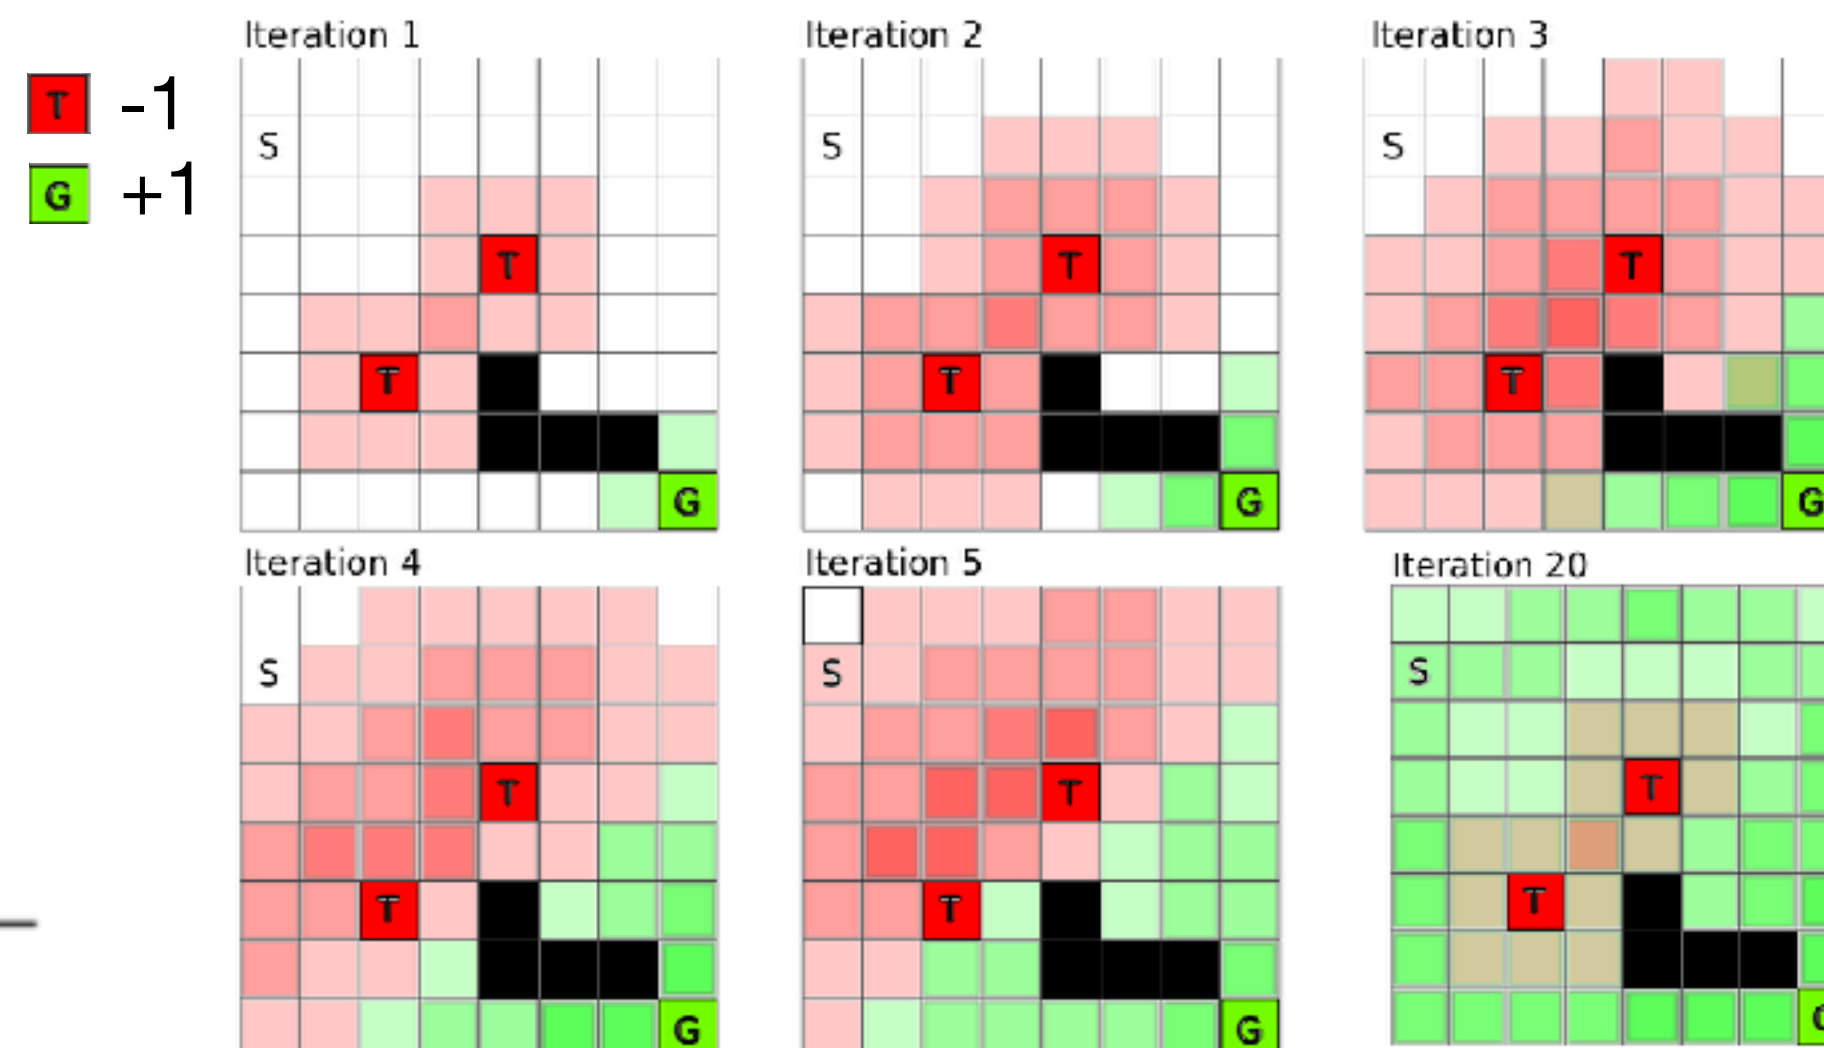 Iteration 1
Iteration 2
Iteration 3
T -1
G +1
S
S
S
T
T
T
T
T
T
G
G
G
Iteration 4
Iteration 5
Iteration 20
S
S
S
T
T
T
T
T
T
G
G